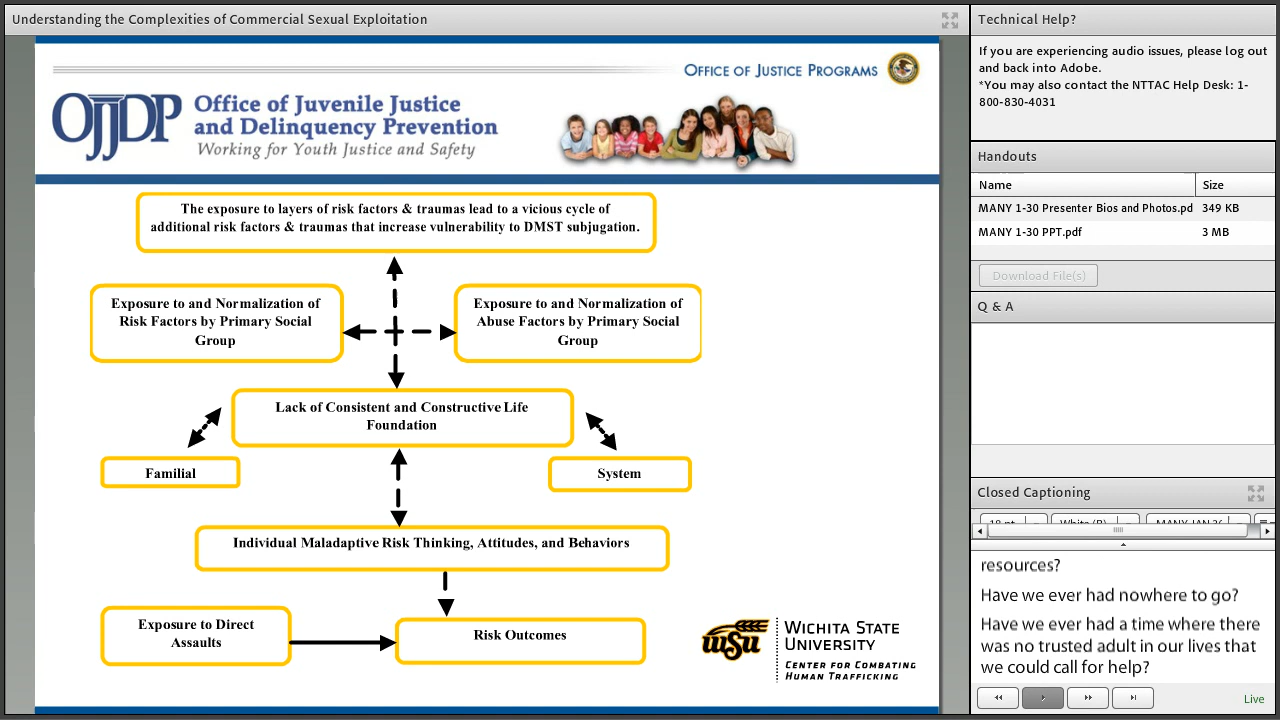 Understanding the Complexities of Commercial Sexual Exploitation
OFFICE OF JUSTICE PROGRAMS
OJJDP
Office of Juvenile Justice
and Delinquency Prevention
Working for Youth Justice and Safety
The exposure to layers of risk factors & traumas lead to a vicious cycle of
additional risk factors & traumas that increase vulnerability to DMST subjugation.
Exposure to and Normalization of
Risk Factors by Primary Social
Group
Exposure to and Normalization of
Abuse Factors by Primary Social
Group
Lack of Consistent and Constructive Life
Foundation
Familial
System
Individual Maladaptive Risk Thinking, Attitudes, and Behaviors
Exposure to Direct
Assaults
Risk Outcomes
WSU
WICHITA STATE
UNIVERSITY
CENTER FOR COMBATING
HUMAN TRAFFICKING
Technical Help?
If you are experiencing audio issues, please log out
and back into Adobe.
*You may also contact the NTTAC Help Desk: 1-
800-830-4031
Handouts
Name Size
MANY 1-30 Presenter Bios and Photos.pd 349 KB
MANY 1-30 PPT.pdf 3 MB
Download File(s)
Q & A
Closed Captioning
resources?
Have we ever had nowhere to go?
Have we ever had a time where there
was no trusted adult in our lives that
we could call for help?
Live